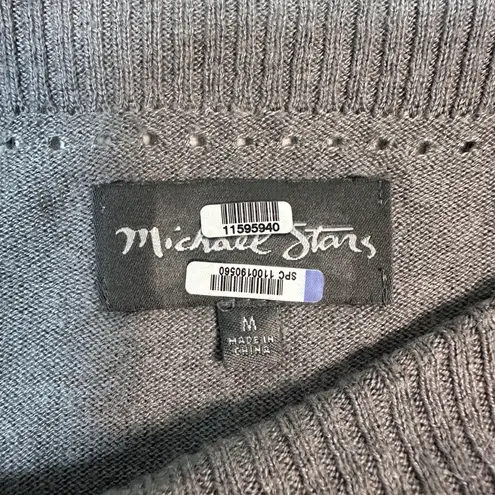 11595940
Michael Stars
SPC 1100190560
M
MADE IN
CHINA